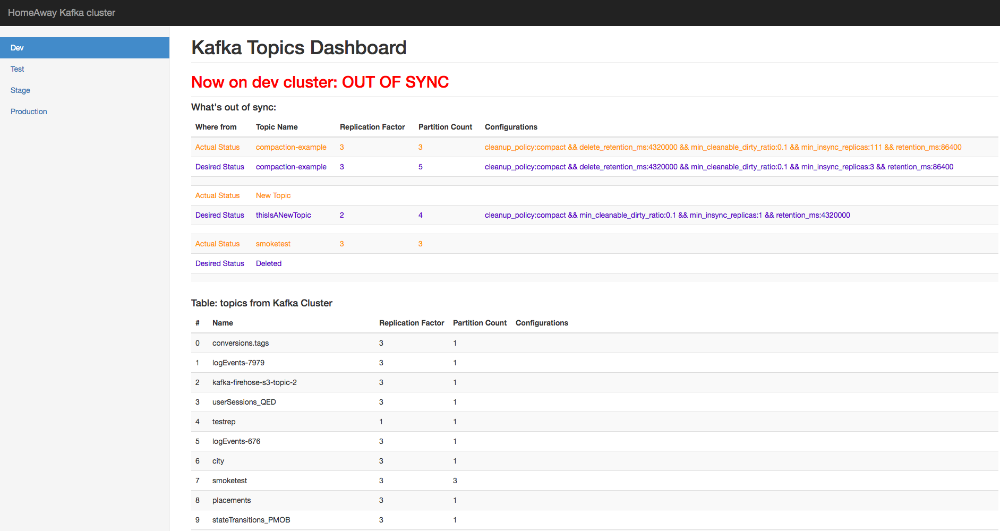 HomeAway Kafka cluster
Dev
Test
Stage
Production
Kafka Topics Dashboard
Now on dev cluster: OUT OF SYNC
What's out of sync:
Where from Topic Name Replication Factor Partition Count Configurations
Actual Status compaction-example 3 3 cleanup_policy:compact && delete_retention_ms:4320000 && min_cleanable_dirty_ratio:0.1 && min_insync_replicas:111 && retention_ms:86400
Desired Status compaction-example 3 5 cleanup_policy:compact && delete_retention_ms:4320000 && min_cleanable_dirty_ratio:0.1 && min_insync_replicas:3 && retention_ms:86400
Actual Status New Topic
Desired Status thisIsANewTopic 2 4 cleanup_policy:compact && min_cleanable_dirty_ratio:0.1 && min_insync_replicas:1 && retention_ms:4320000
Actual Status smoketest 3 3
Desired Status Deleted
Table: topics from Kafka Cluster
# Name Replication Factor Partition Count Configurations
0 conversions.tags 3 1
1 logEvents-7979 3 1
2 kafka-firehose-s3-topic-2 3 1
3 userSessions_QED 3 1
4 testrep 1 1
5 logEvents-676 3 1
6 city 3 1
7 smoketest 3 3
8 placements 3 1
9 stateTransitions_PMOB 3 1